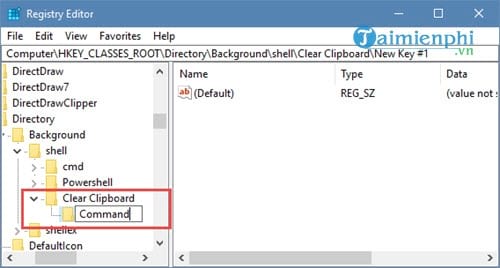 Registry Editor
File Edit View Favorites Help
Taimienphi
.vn
Computer\HKEY_CLASSES_ROOT\Directory\Background\shell\Clear Clipboard\New Key #1
DirectDraw
DirectDraw7
DirectDrawClipper
Directory
Background
shell
cmd
Powershell
Clear Clipboard
Command
shellex
DefaultIcon
Name Type Data
ab (Default) REG_SZ (value not s